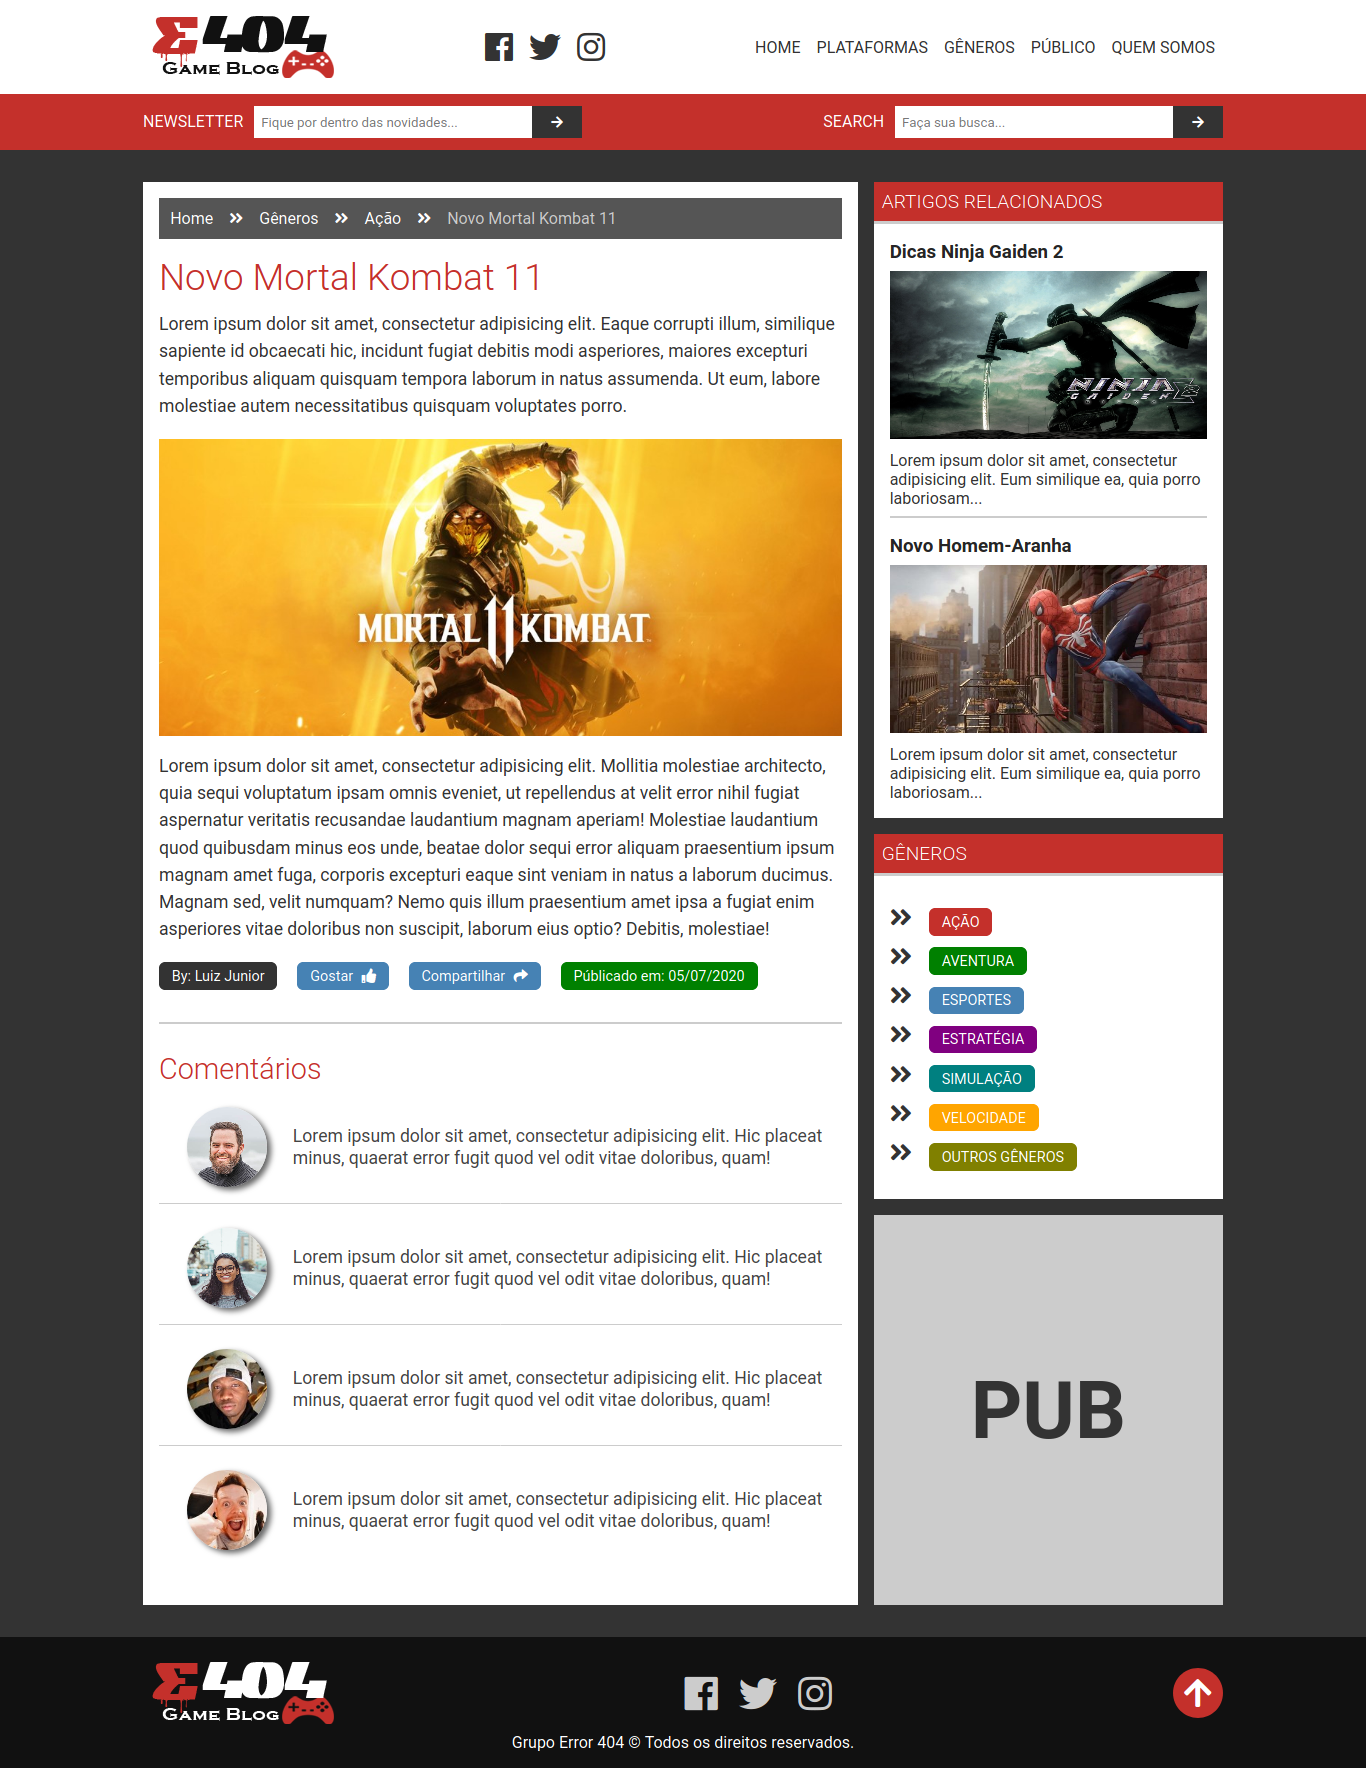 Σ404
Game Blog
HOME PLATAFORMAS GÊNEROS PÚBLICO QUEM SOMOS
NEWSLETTER Fique por dentro das novidades...
SEARCH Faça sua busca...
Home Gêneros Ação Novo Mortal Kombat 11
Novo Mortal Kombat 11
Lorem ipsum dolor sit amet, consectetur adipisicing elit. Eaque corrupti illum, similique
sapiente id obcaecati hic, incidunt fugiat debitis modi asperiores, maiores excepturi
temporibus aliquam quisquam tempora laborum in natus assumenda. Ut eum, labore
molestiae autem necessitatibus quisquam voluptates porro.
MORTAL 11 KOMBAT
Lorem ipsum dolor sit amet, consectetur adipisicing elit. Mollitia molestiae architecto,
quia sequi voluptatum ipsam omnis eveniet, ut repellendus at velit error nihil fugiat
aspernatur veritatis recusandae laudantium magnam aperiam! Molestiae laudantium
quod quibusdam minus eos unde, beatae dolor sequi error aliquam praesentium ipsum
magnam amet fuga, corporis excepturi eaque sint veniam in natus a laborum ducimus.
Magnam sed, velit numquam? Nemo quis illum praesentium amet ipsa a fugiat enim
asperiores vitae doloribus non suscipit, laborum eius optio? Debitis, molestiae!
By: Luiz Junior Gostar Compartilhar Públicado em: 05/07/2020
Comentários
Lorem ipsum dolor sit amet, consectetur adipisicing elit. Hic placeat
minus, quaerat error fugit quod vel odit vitae doloribus, quam!
Lorem ipsum dolor sit amet, consectetur adipisicing elit. Hic placeat
minus, quaerat error fugit quod vel odit vitae doloribus, quam!
Lorem ipsum dolor sit amet, consectetur adipisicing elit. Hic placeat
minus, quaerat error fugit quod vel odit vitae doloribus, quam!
Lorem ipsum dolor sit amet, consectetur adipisicing elit. Hic placeat
minus, quaerat error fugit quod vel odit vitae doloribus, quam!
ARTIGOS RELACIONADOS
Dicas Ninja Gaiden 2
NINJA
GAIDEN Σ2
Lorem ipsum dolor sit amet, consectetur
adipisicing elit. Eum similique ea, quia porro
laboriosam...
Novo Homem-Aranha
Lorem ipsum dolor sit amet, consectetur
adipisicing elit. Eum similique ea, quia porro
laboriosam...
GÊNEROS
AÇÃO
AVENTURA
ESPORTES
ESTRATÉGIA
SIMULAÇÃO
VELOCIDADE
OUTROS GÊNEROS
PUB
Σ404
Game Blog
Grupo Error 404 © Todos os direitos reservados.